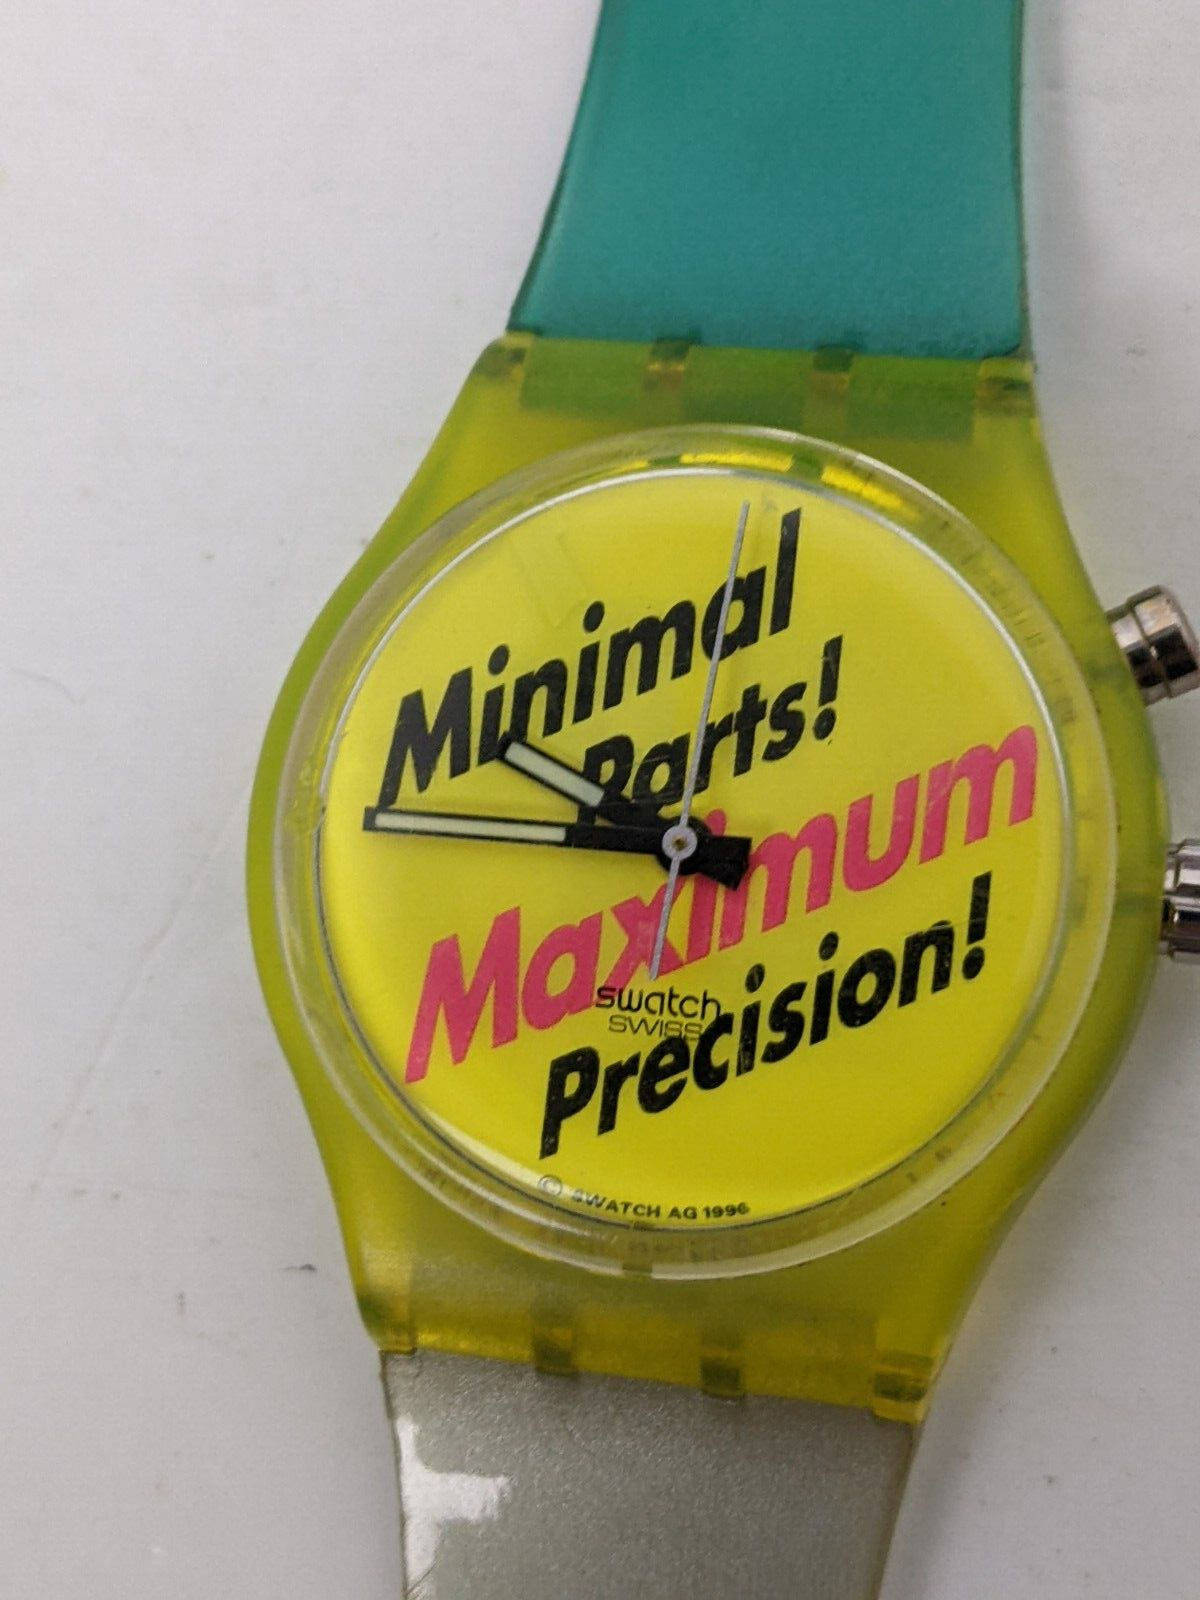 Minimal
Parts!
Maximum
swatch
SWISS
Precision!
© SWATCH AG 1996